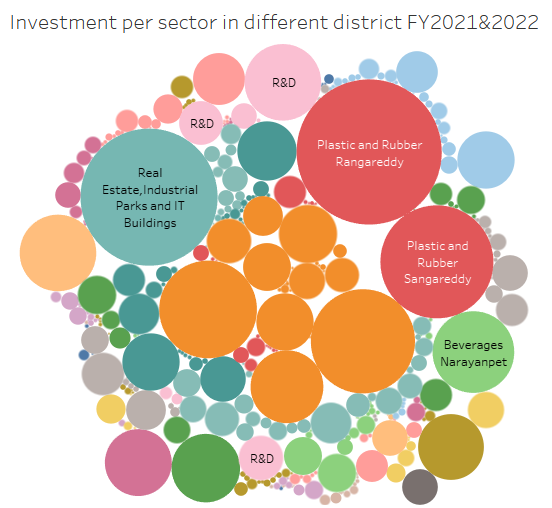 Investment per sector in different district FY2021&2022
R&D
R&D
Plastic and Rubber
Rangareddy
Real
Estate,Industrial
Parks and IT
Buildings
Plastic and
Rubber
Sangareddy
Beverages
Narayanpet
R&D